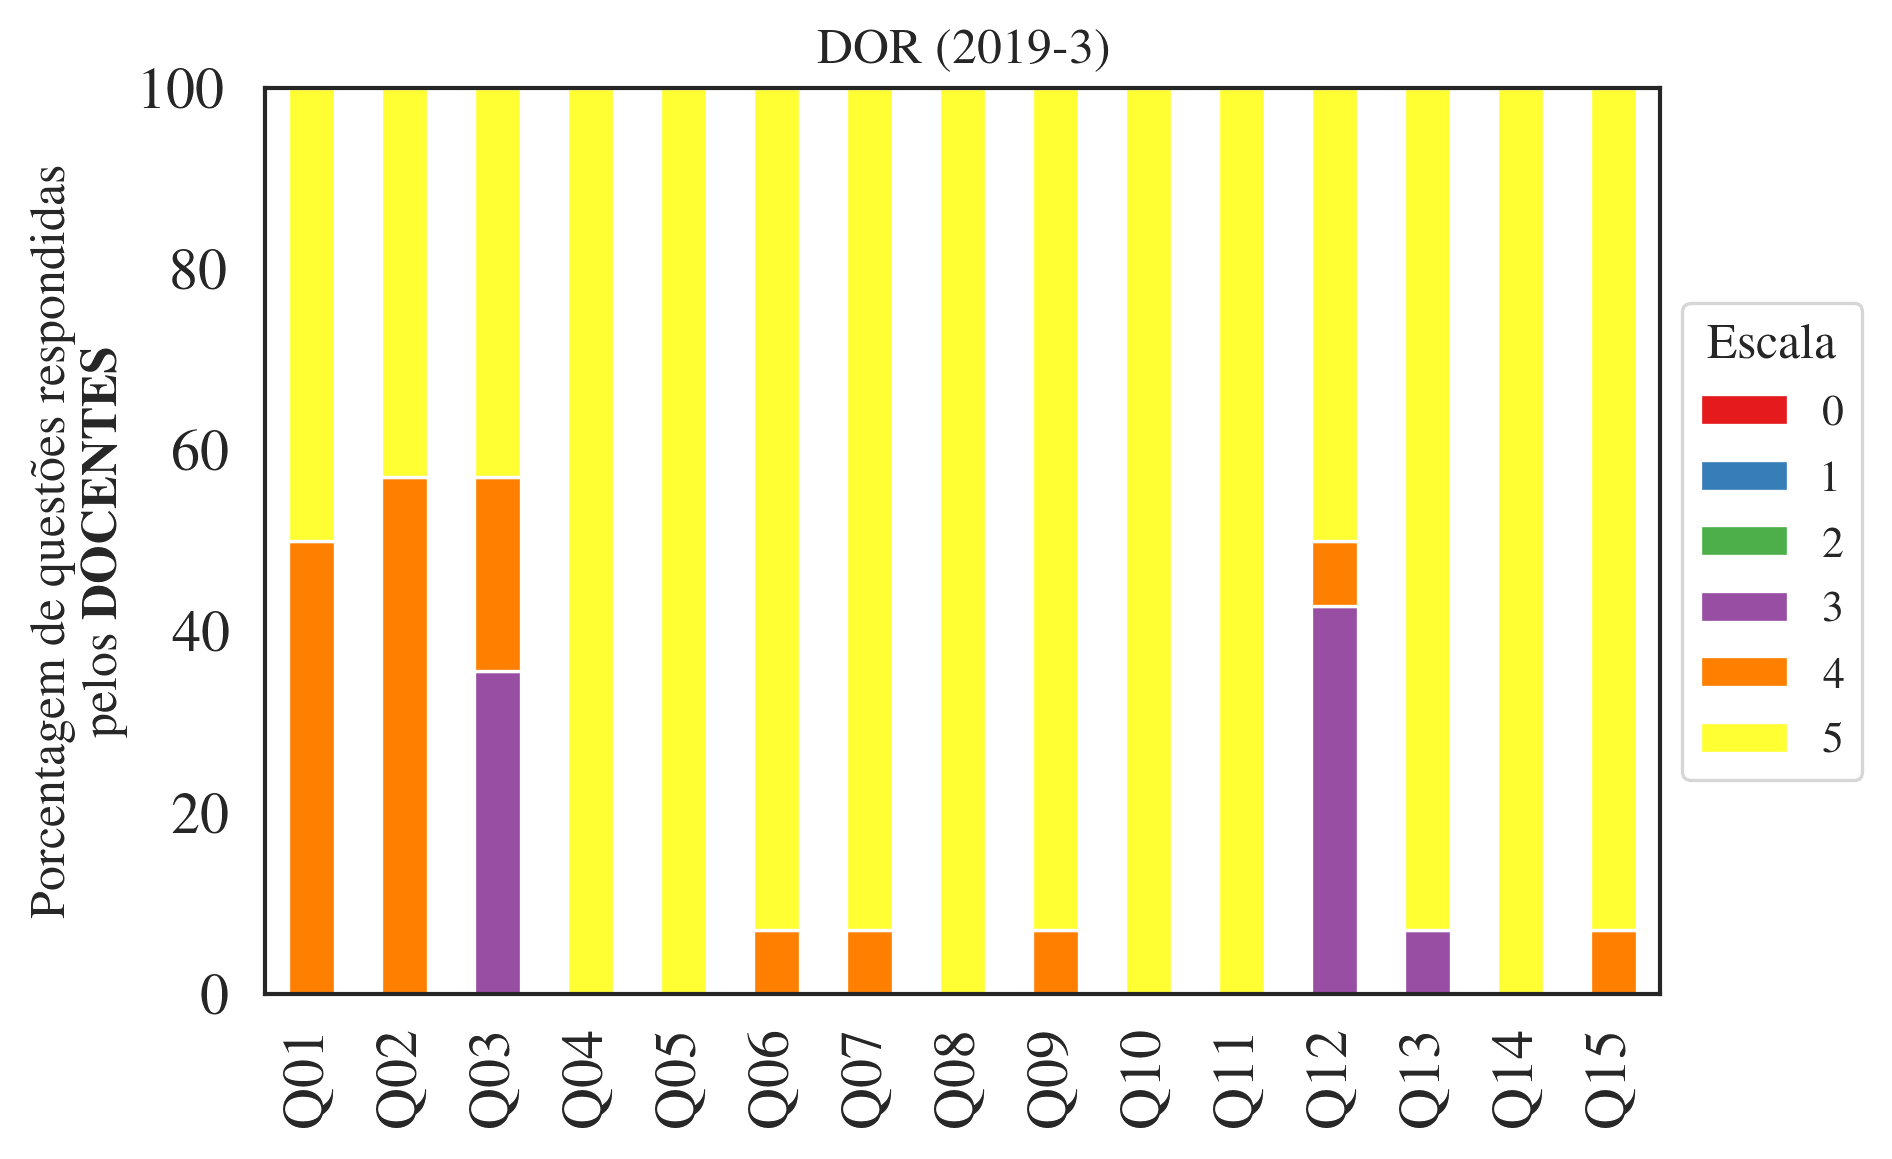 DOR (2019-3)
Porcentagem de questões respondidas
pelos DOCENTES
100
80
60
40
20
0
Q01
Q02
Q03
Q04
Q05
Q06
Q07
Q08
Q09
Q10
Q11
Q12
Q13
Q14
Q15
Escala
0
1
2
3
4
5